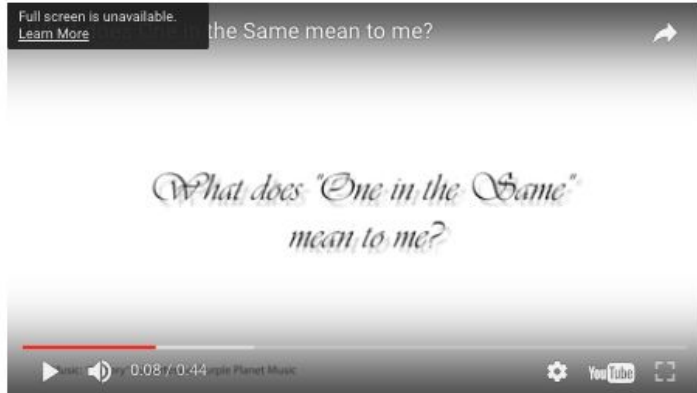 Full screen is unavailable.
Learn More
the Same mean to me?
What does "One in the Same"
mean to me?
0:08 / 0:44 Planet Music
YouTube